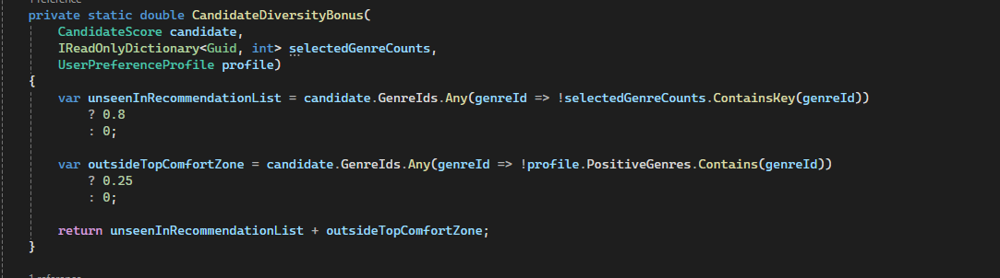 1 reference
private static double CandidateDiversityBonus(
    CandidateScore candidate,
    IReadOnlyDictionary<Guid, int> selectedGenreCounts,
    UserPreferenceProfile profile)
{
    var unseenInRecommendationList = candidate.GenreIds.Any(genreId => !selectedGenreCounts.ContainsKey(genreId))
        ? 0.8
        : 0;

    var outsideTopComfortZone = candidate.GenreIds.Any(genreId => !profile.PositiveGenres.Contains(genreId))
        ? 0.25
        : 0;

    return unseenInRecommendationList + outsideTopComfortZone;
}
1 reference